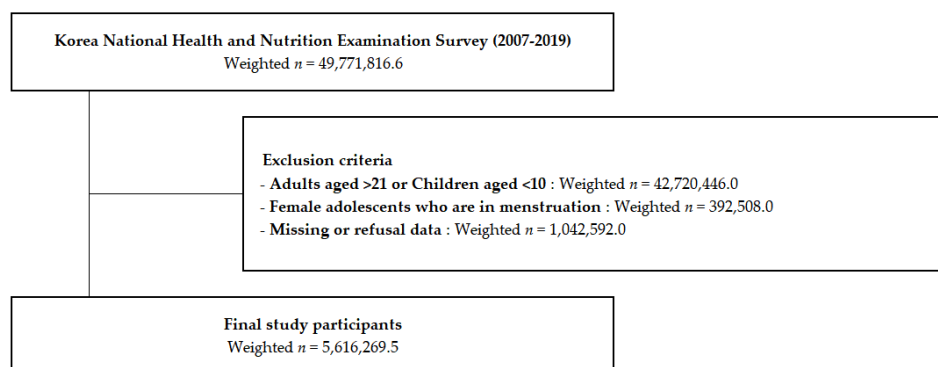 Korea National Health and Nutrition Examination Survey (2007-2019)
Weighted n = 49,771,816.6
Exclusion criteria
- Adults aged >21 or Children aged <10 : Weighted n = 42,720,446.0
- Female adolescents who are in menstruation : Weighted n = 392,508.0
- Missing or refusal data : Weighted n = 1,042,592.0
Final study participants
Weighted n = 5,616,269.5